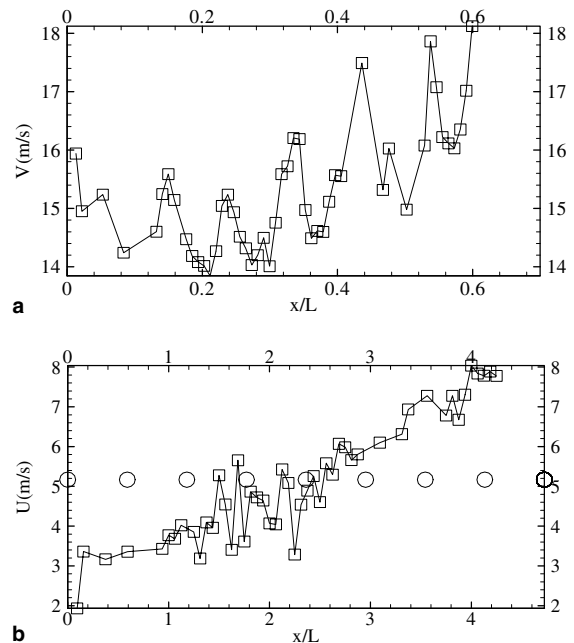 0 0.2 0.4 0.6
18 18
17 17
16 16
15 15
14 14
V(m/s)
0 0.2 0.4 0.6
x/L
a
0 1 2 3 4
8 8
7 7
6 6
5 5
4 4
3 3
2 2
U(m/s)
0 1 2 3 4
x/L
b